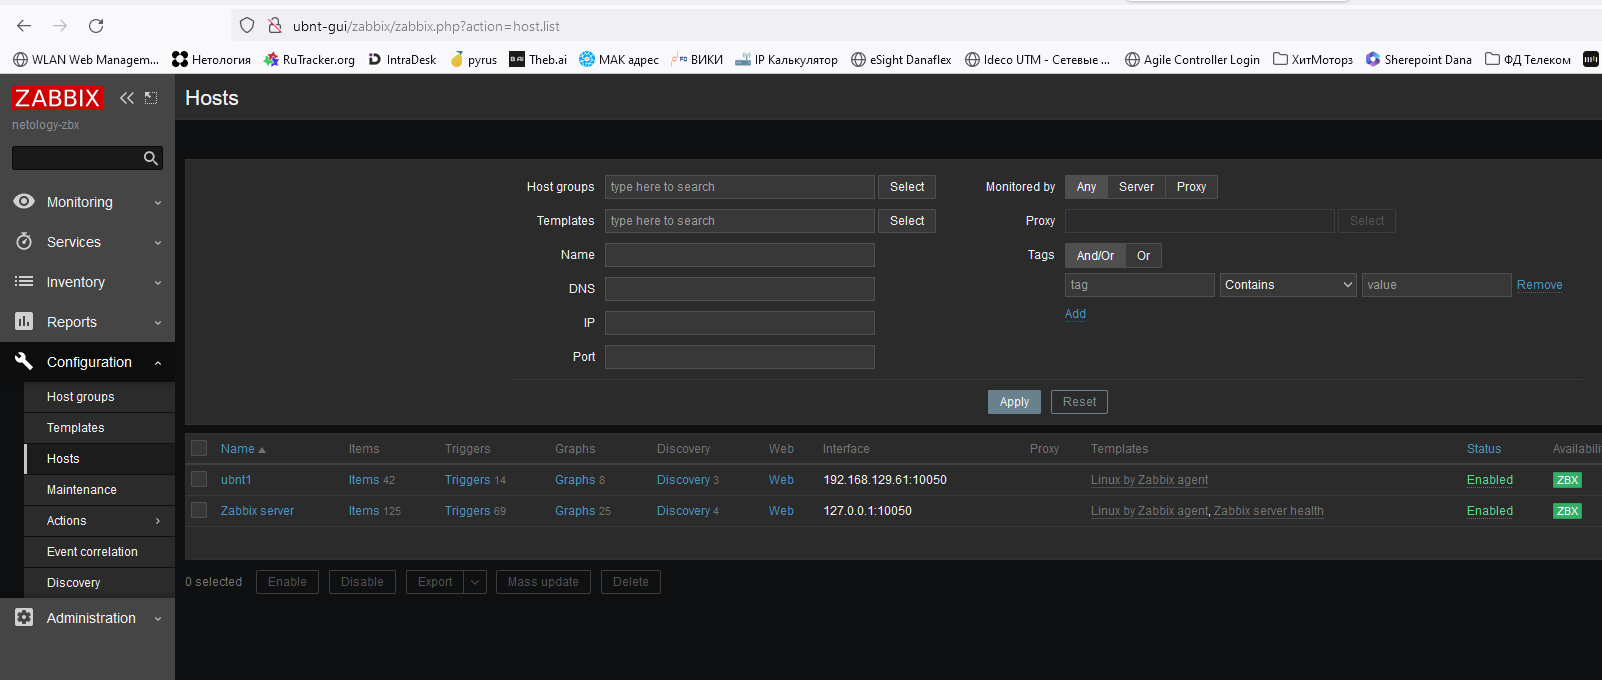 ubnt-gui/zabbix/zabbix.php?action=host.list
WLAN Web Managem... Нетология RuTracker.org IntraDesk pyrus B.AI Theb.ai МАК адрес ВИКИ IP Калькулятор eSight Danaflex Ideco UTM - Сетевые ... Agile Controller Login ХитМоторз Sherepoint Dana ФД Телеком
ZABBIX
netology-zbx
Monitoring
Services
Inventory
Reports
Configuration
Host groups
Templates
Hosts
Maintenance
Actions
Event correlation
Discovery
Administration
Hosts
Host groups type here to search Select
Templates type here to search Select
Name
DNS
IP
Port
Monitored by Any Server Proxy
Proxy Select
Tags And/Or Or
tag Contains value Remove
Add
Apply Reset
Name Items Triggers Graphs Discovery Web Interface Proxy Templates Status Availabili
ubnt1 Items 42 Triggers 14 Graphs 8 Discovery 3 Web 192.168.129.61:10050 Linux by Zabbix agent Enabled ZBX
Zabbix server Items 125 Triggers 69 Graphs 25 Discovery 4 Web 127.0.0.1:10050 Linux by Zabbix agent, Zabbix server health Enabled ZBX
0 selected Enable Disable Export Mass update Delete